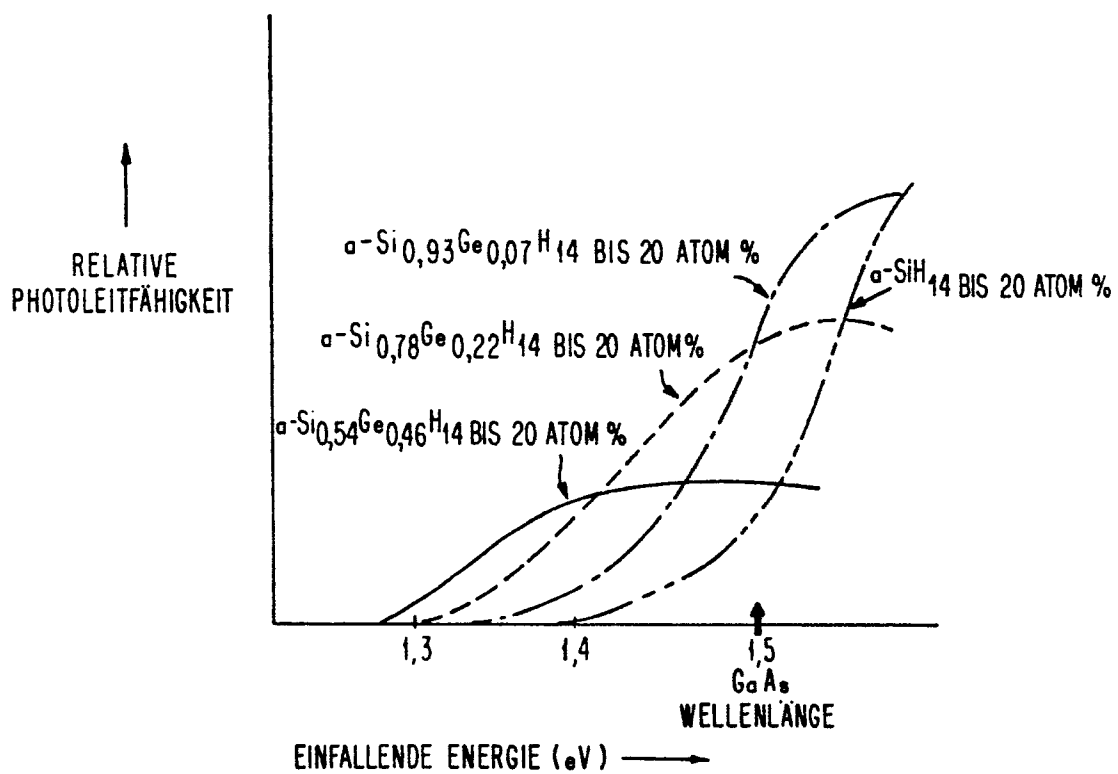 a-Si0,93Ge0,07H14 BIS 20 ATOM %
RELATIVE
PHOTOLEITFÄHIGKEIT
a-SiH14 BIS 20 ATOM %
a-Si0,78Ge0,22H14 BIS 20 ATOM%
a-Si0,54Ge0,46H14 BIS 20 ATOM %
1,3
1,4
1,5
GaAs
WELLENLÄNGE
EINFALLENDE ENERGIE (eV)